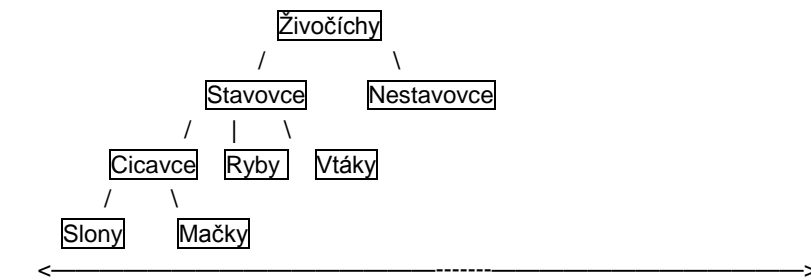 Živočíchy
/ \
Stavovce Nestavovce
/ | \
Cicavce Ryby Vtáky
/ \
Slony Mačky
<———————————————-------————————————————>